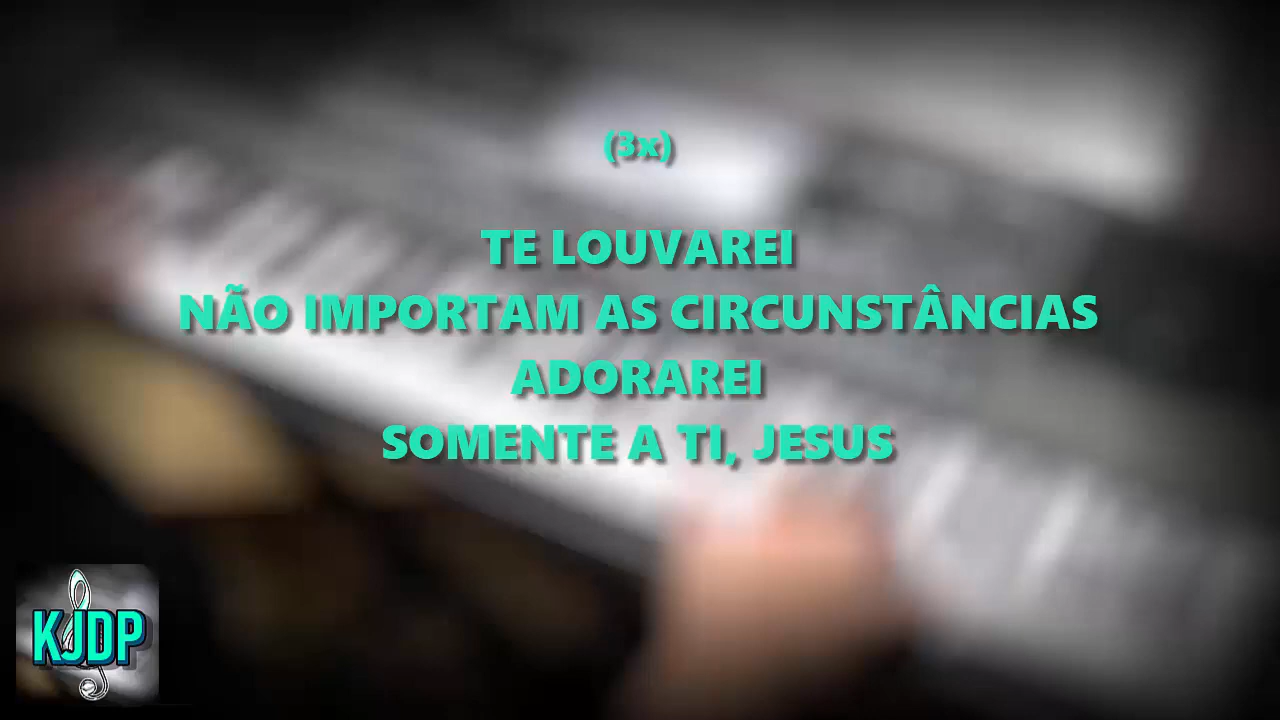 (3x)
TE LOUVAREI
NÃO IMPORTAM AS CIRCUNSTÂNCIAS
ADORAREI
SOMENTE A TI, JESUS
KJDP